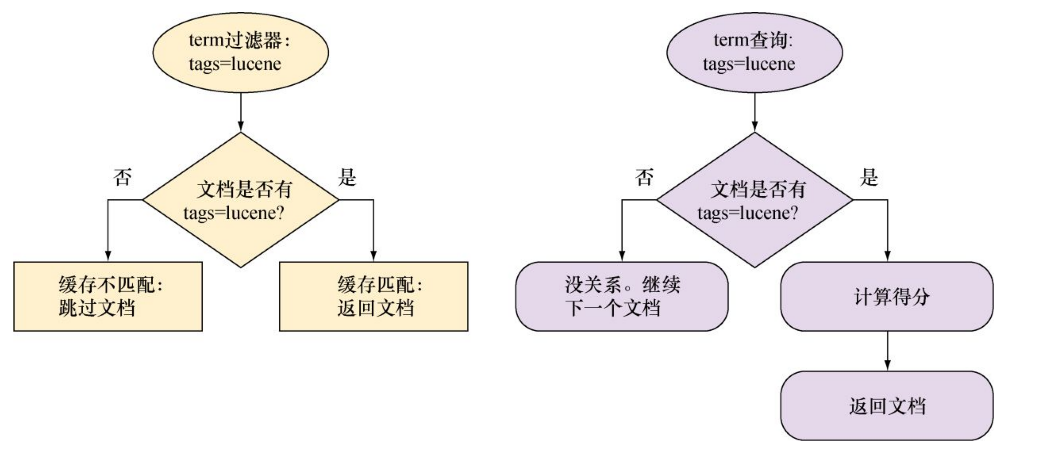 term过滤器：
tags=lucene
文档是否有
tags=lucene?
否
是
缓存不匹配：
跳过文档
缓存匹配：
返回文档
term查询:
tags=lucene
文档是否有
tags=lucene?
否
是
没关系。继续
下一个文档
计算得分
返回文档